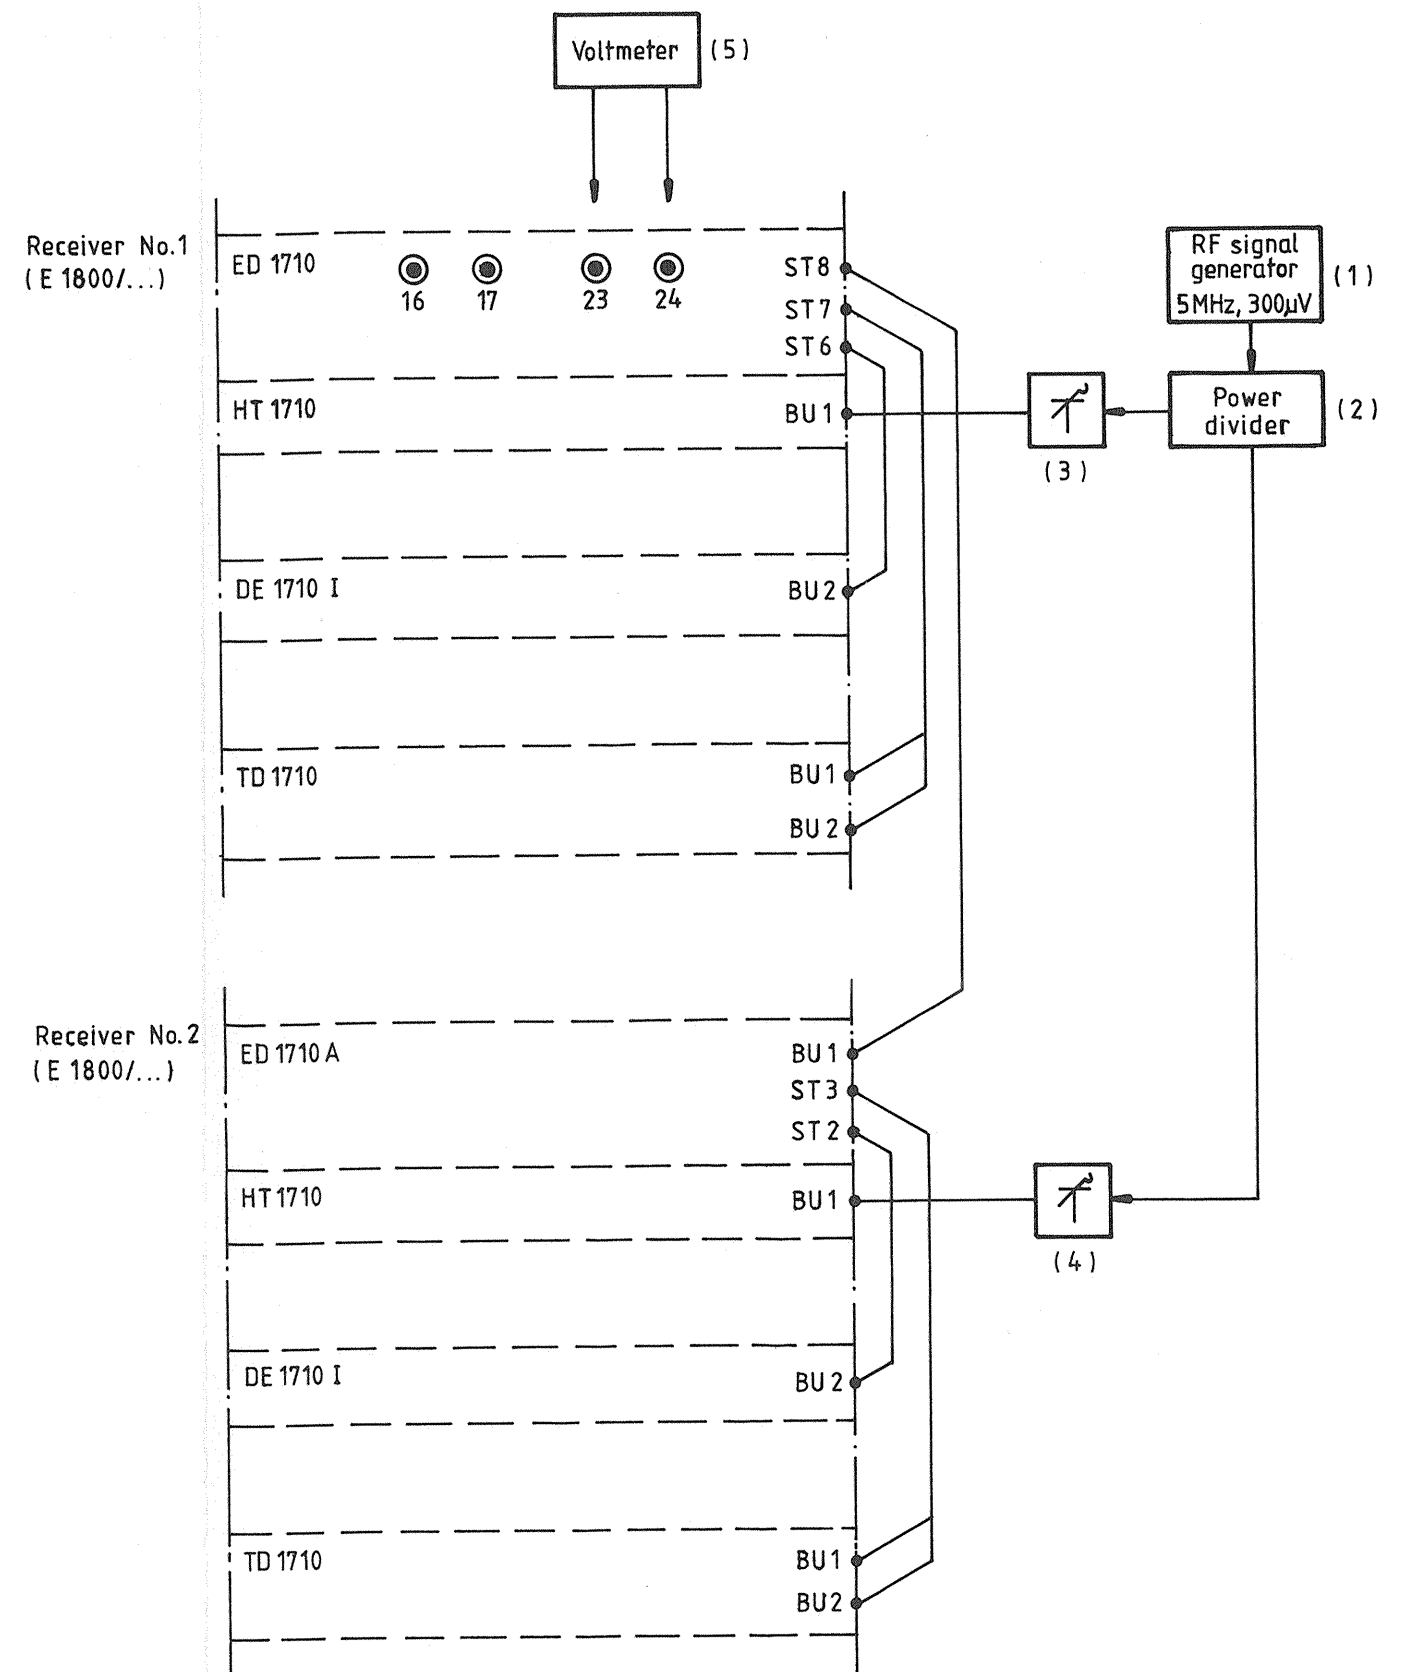 Voltmeter (5)
Receiver No.1
(E 1800/...)
ED 1710
16
17
23
24
ST8
ST7
ST6
RF signal
generator
5MHz, 300µV
(1)
HT 1710
BU1
(3)
Power
divider
(2)
DE 1710 I
BU2
TD 1710
BU1
BU2
Receiver No.2
(E 1800/...)
ED 1710 A
BU1
ST3
ST2
HT 1710
BU1
(4)
DE 1710 I
BU2
TD 1710
BU1
BU2